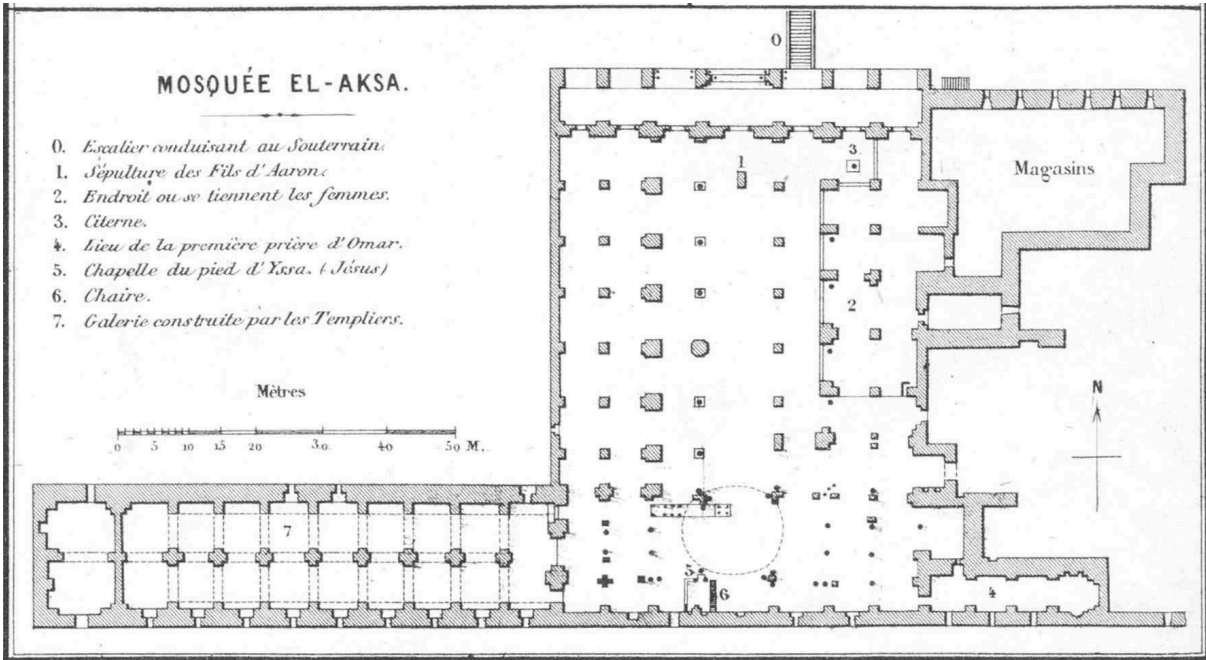 MOSQUÉE EL-AKSA.
0. Escalier conduisant au Souterrain.
1. Sépulture des Fils d'Aaron.
2. Endroit ou se tiennent les femmes.
3. Citerne.
4. Lieu de la première prière d'Omar.
5. Chapelle du pied d'Yssa. (Jésus)
6. Chaire.
7. Galerie construite par les Templiers.
Mètres
0 5 10 15 20 3.0 40 50 M.
0
1
3
Magasins
2
N
7
5
6
4